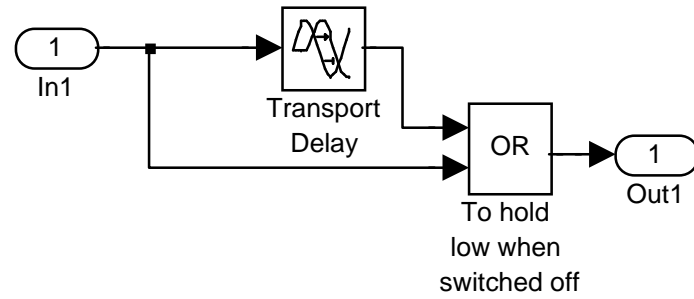 1
In1
Transport
Delay
OR
To hold
low when
switched off
1
Out1